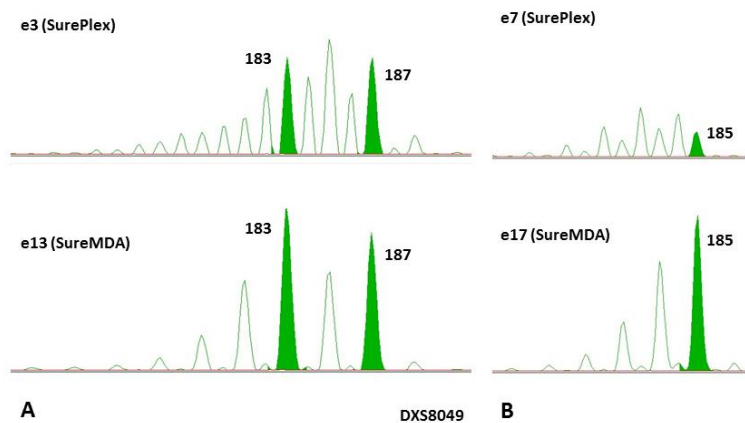 e3 (SurePlex)
183
187
e7 (SurePlex)
185
e13 (SureMDA)
183
187
e17 (SureMDA)
185
A
DXS8049
B